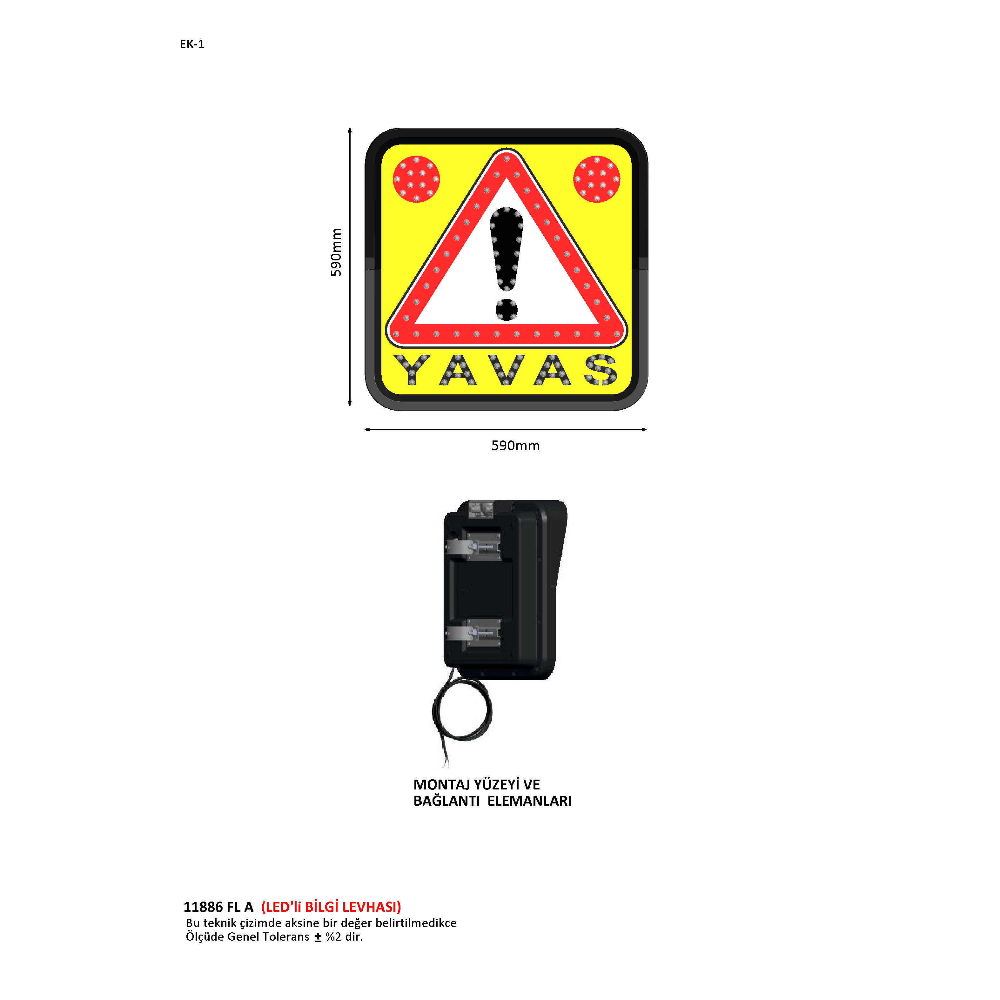 EK-1
590mm
YAVAŞ
590mm
MONTAJ YÜZEYİ VE
BAĞLANTI ELEMANLARI
11886 FL A (LED'li BİLGİ LEVHASI)
Bu teknik çizimde aksine bir değer belirtilmedikce
Ölçüde Genel Tolerans ± %2 dir.